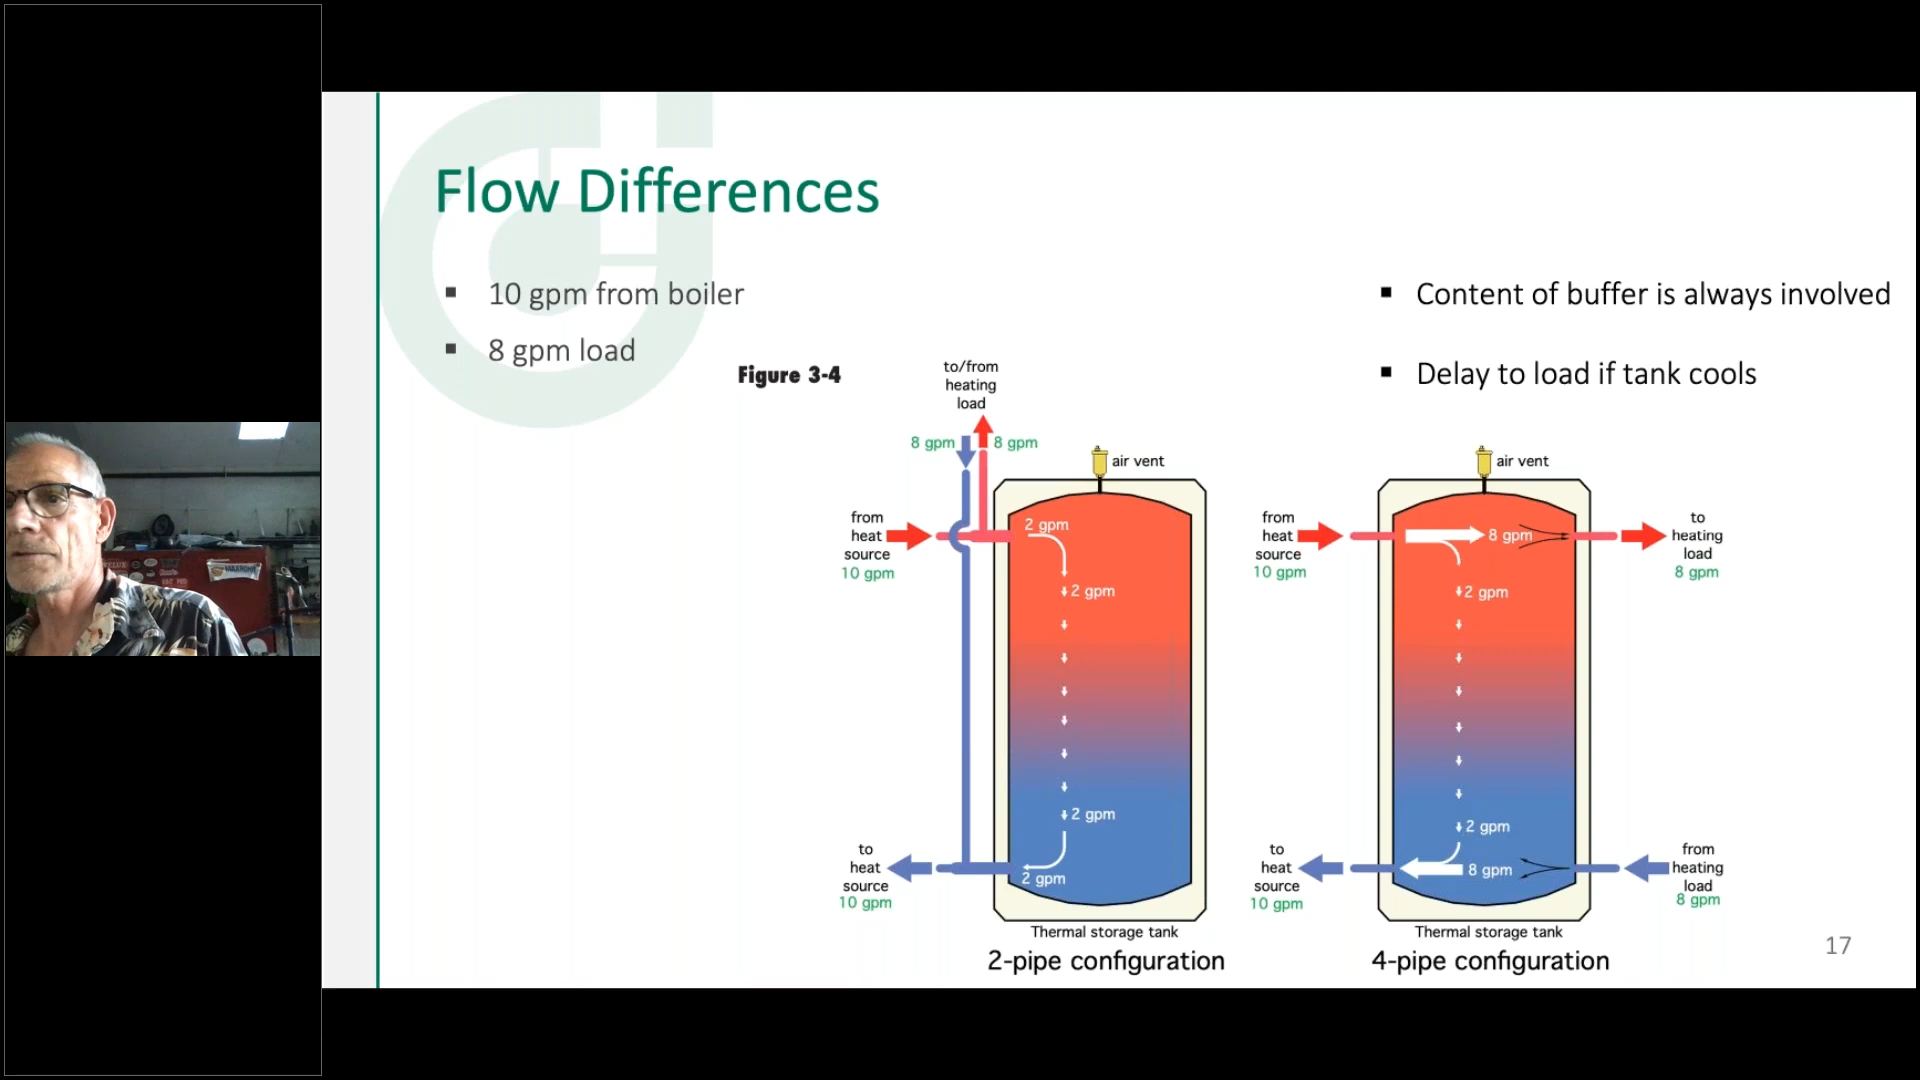 Flow Differences
▪ 10 gpm from boiler
▪ 8 gpm load
▪ Content of buffer is always involved
▪ Delay to load if tank cools
Figure 3-4
to/from
heating
load
8 gpm
8 gpm
air vent
from
heat
source
10 gpm
2 gpm
2 gpm
2 gpm
2 gpm
to
heat
source
10 gpm
Thermal storage tank
2-pipe configuration
air vent
from
heat
source
10 gpm
8 gpm
2 gpm
to
heating
load
8 gpm
2 gpm
8 gpm
to
heat
source
10 gpm
from
heating
load
8 gpm
Thermal storage tank
4-pipe configuration
17